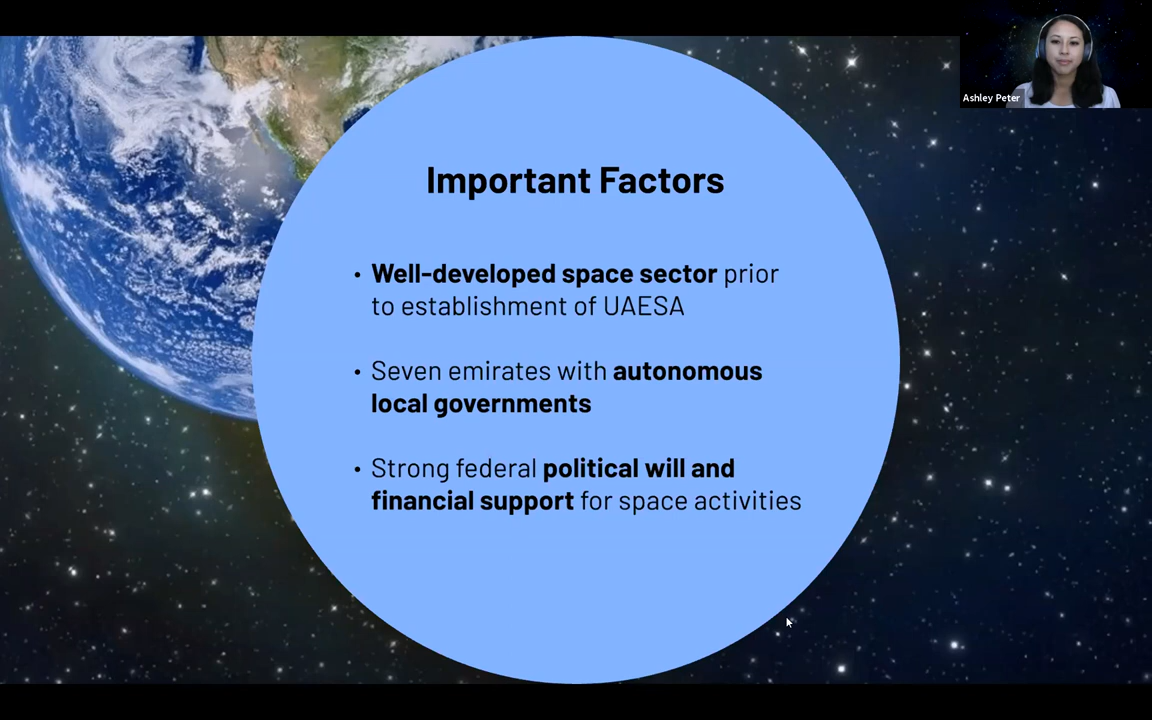 Ashley Peter
Important Factors
• Well-developed space sector prior
to establishment of UAESA
• Seven emirates with autonomous
local governments
• Strong federal political will and
financial support for space activities